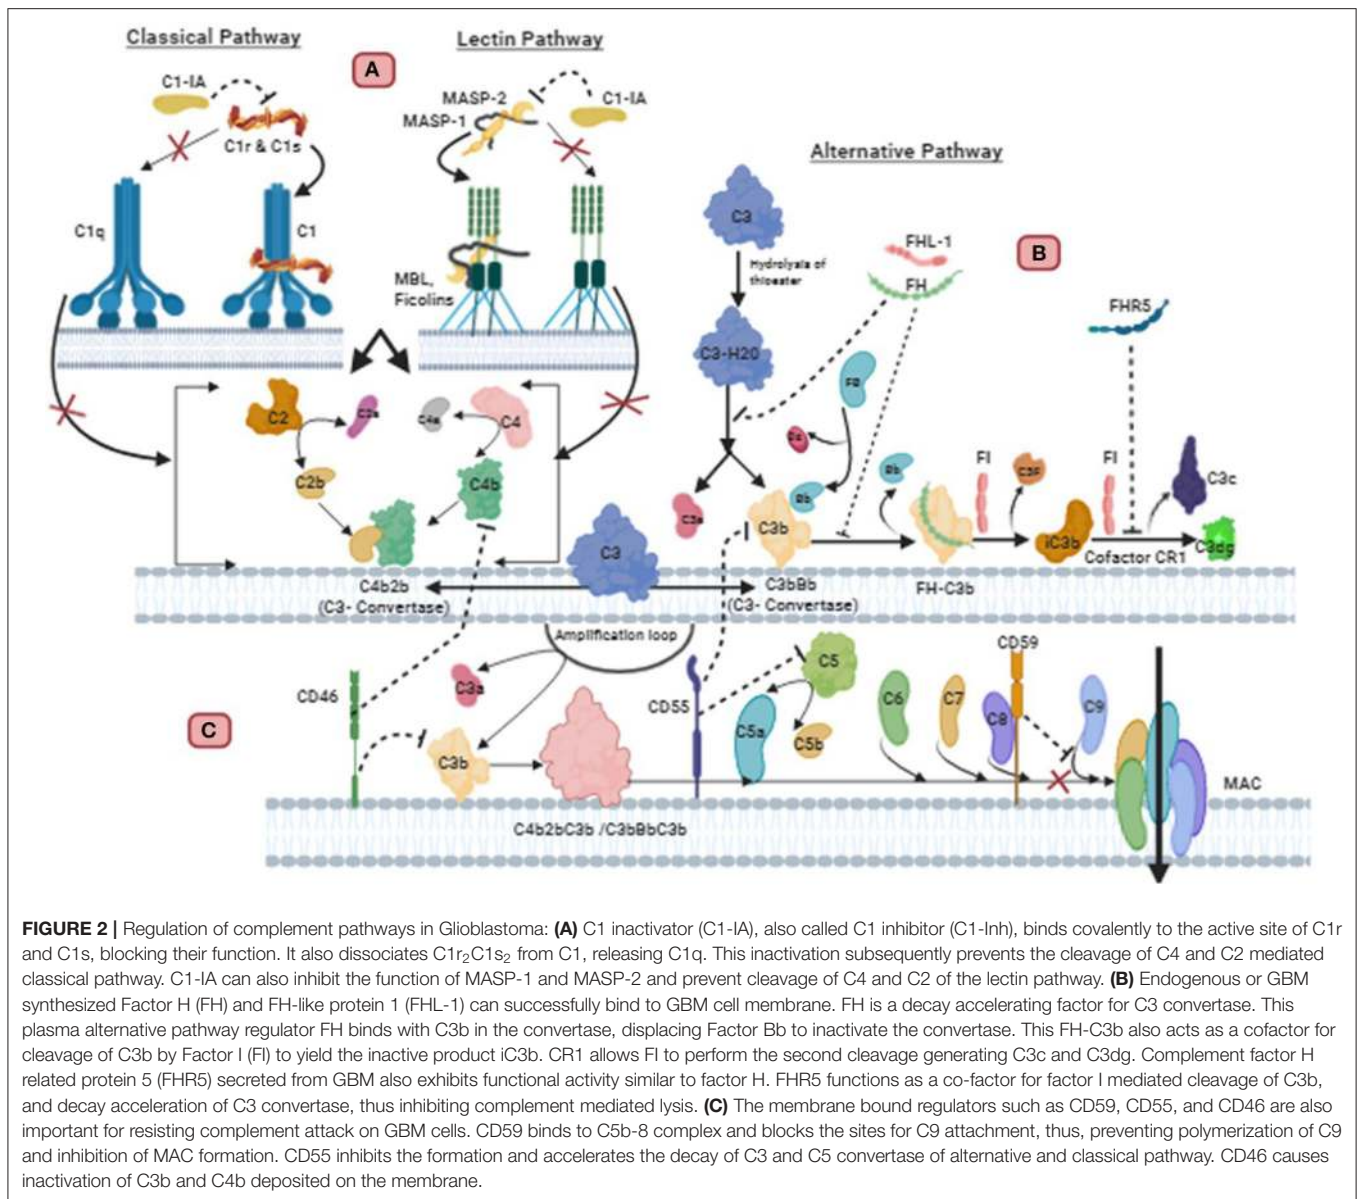 Classical Pathway
Lectin Pathway
A
C1-IA
C1r & C1s
C1q
C1
MASP-2
MASP-1
C1-IA
MBL,
Ficolins
Alternative Pathway
B
C3
Hydrolysis of
thioester
C3-H20
FHL-1
FH
FHR5
FB
Bb
C3a
C3b
Bb
FI
C3F
FI
C3c
iC3b
Cofactor CR1
C3dg
C2
C2a
C4a
C4
C2b
C4b
C3
C4b2b
(C3- Convertase)
C3bBb
(C3- Convertase)
FH-C3b
Amplification loop
C
CD46
C3a
C3b
C4b2bC3b /C3bBbC3b
CD55
C5
C5a
C5b
C6
C7
C8
CD59
C9
MAC
FIGURE 2 | Regulation of complement pathways in Glioblastoma: (A) C1 inactivator (C1-IA), also called C1 inhibitor (C1-Inh), binds covalently to the active site of C1r
and C1s, blocking their function. It also dissociates C1r₂C1s₂ from C1, releasing C1q. This inactivation subsequently prevents the cleavage of C4 and C2 mediated
classical pathway. C1-IA can also inhibit the function of MASP-1 and MASP-2 and prevent cleavage of C4 and C2 of the lectin pathway. (B) Endogenous or GBM
synthesized Factor H (FH) and FH-like protein 1 (FHL-1) can successfully bind to GBM cell membrane. FH is a decay accelerating factor for C3 convertase. This
plasma alternative pathway regulator FH binds with C3b in the convertase, displacing Factor Bb to inactivate the convertase. This FH-C3b also acts as a cofactor for
cleavage of C3b by Factor I (FI) to yield the inactive product iC3b. CR1 allows FI to perform the second cleavage generating C3c and C3dg. Complement factor H
related protein 5 (FHR5) secreted from GBM also exhibits functional activity similar to factor H. FHR5 functions as a co-factor for factor I mediated cleavage of C3b,
and decay acceleration of C3 convertase, thus inhibiting complement mediated lysis. (C) The membrane bound regulators such as CD59, CD55, and CD46 are also
important for resisting complement attack on GBM cells. CD59 binds to C5b-8 complex and blocks the sites for C9 attachment, thus, preventing polymerization of C9
and inhibition of MAC formation. CD55 inhibits the formation and accelerates the decay of C3 and C5 convertase of alternative and classical pathway. CD46 causes
inactivation of C3b and C4b deposited on the membrane.